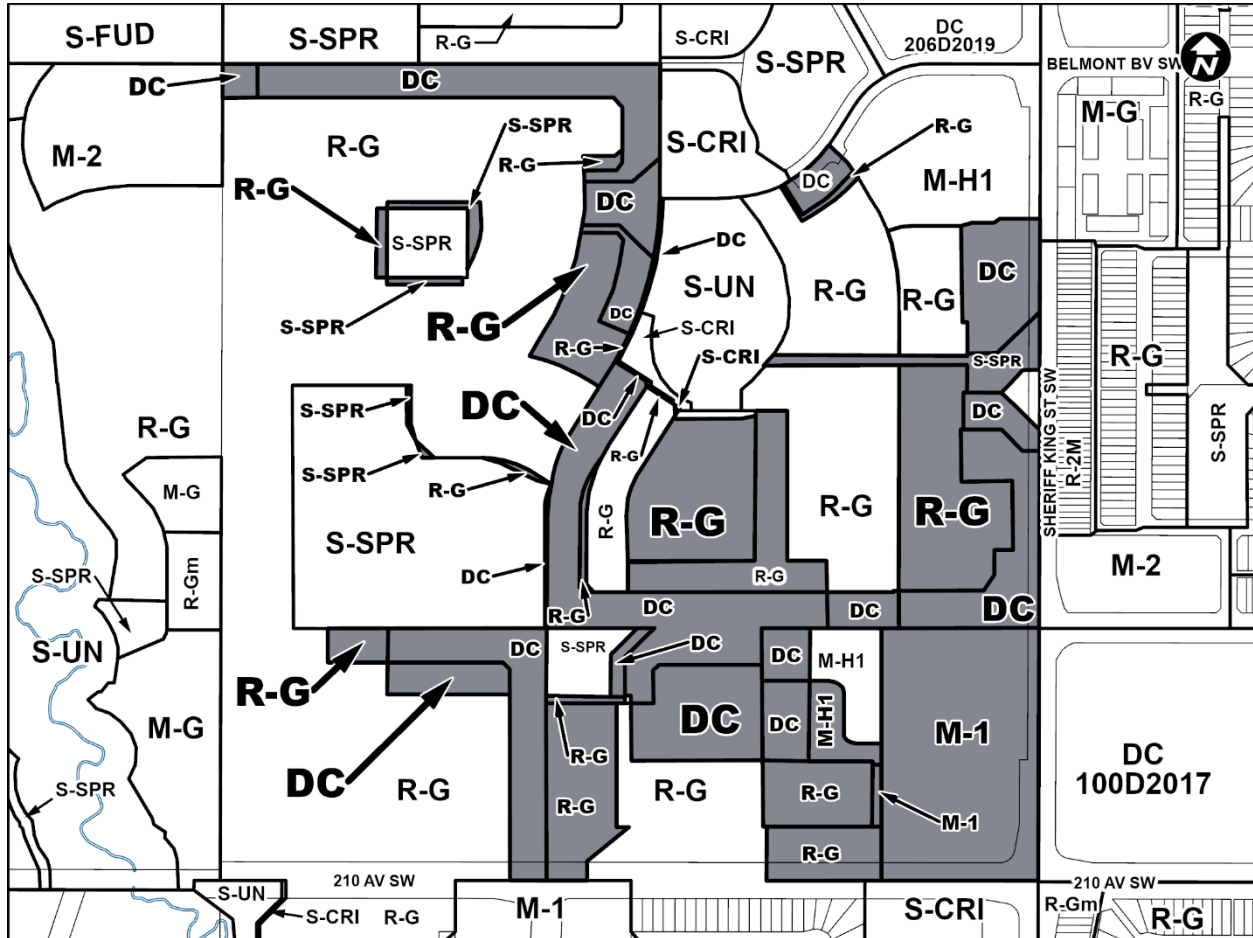 S-FUD
S-SPR
R-G
S-CRI
S-SPR
DC
206D2019
BELMONT BV SW
N
R-G
M-G
DC
DC
M-2
R-G
S-SPR
R-G
S-CRI
R-G
DC
M-H1
R-G
S-SPR
DC
DC
S-UN
R-G
R-G
DC
S-SPR
R-G
DC
S-CRI
R-G
S-CRI
S-SPR
R-G
S-SPR
DC
DC
R-G
DC
SHERIFF KING ST SW
R-2M
S-SPR
R-G
M-G
S-SPR
R-G
R-G
R-G
R-G
R-G
S-SPR
R-Gm
S-SPR
DC
R-G
M-2
R-G
DC
DC
DC
S-UN
DC
S-SPR
DC
DC
M-H1
R-G
M-G
DC
DC
M-H1
M-1
DC
100D2017
R-G
DC
R-G
R-G
S-SPR
R-G
R-G
M-1
R-G
210 AV SW
210 AV SW
S-UN
S-CRI
R-G
M-1
S-CRI
R-Gm
R-G